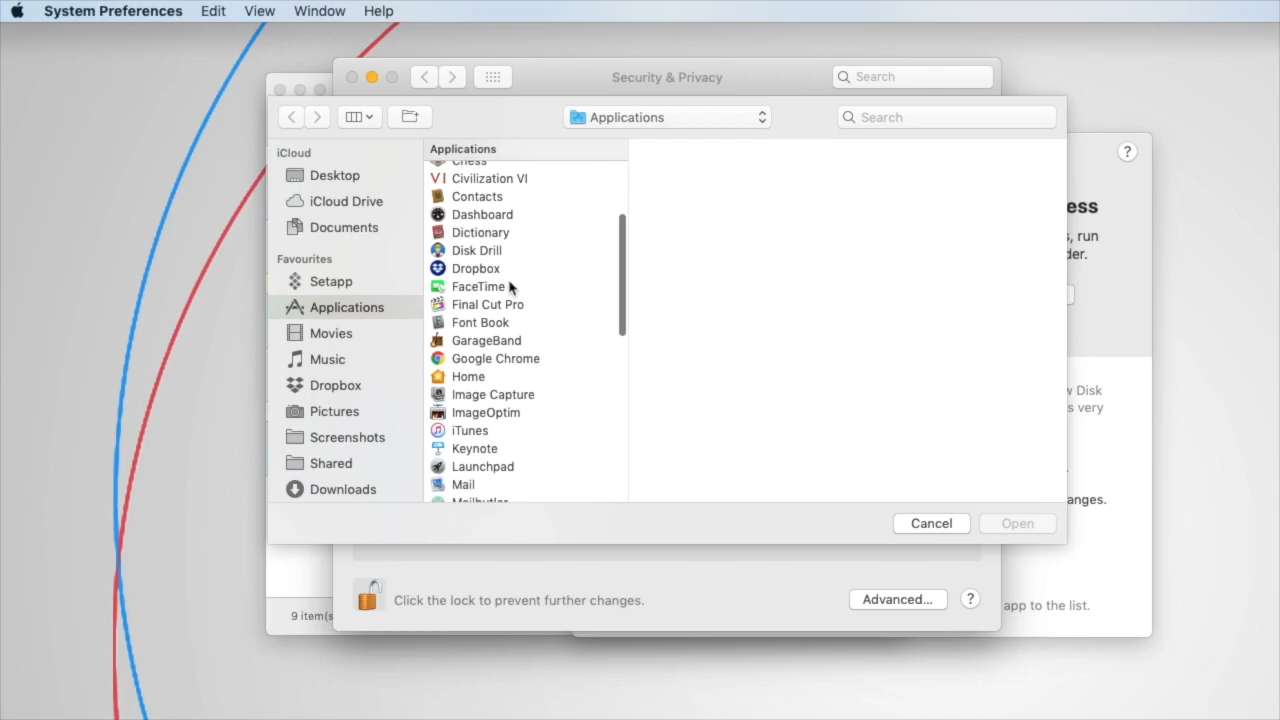 System Preferences Edit View Window Help
Security & Privacy
Search
Applications
Search
?
iCloud
Desktop
iCloud Drive
Documents
Favourites
Setapp
Applications
Movies
Music
Dropbox
Pictures
Screenshots
Shared
Downloads
Applications
Chess
Civilization VI
Contacts
Dashboard
Dictionary
Disk Drill
Dropbox
FaceTime
Final Cut Pro
Font Book
GarageBand
Google Chrome
Home
Image Capture
ImageOptim
iTunes
Keynote
Launchpad
Mail
Mailbutler
ess
s, run
der.
w Disk
s very
anges.
app to the list.
Cancel
Open
Click the lock to prevent further changes.
Advanced...
?
9 item(s